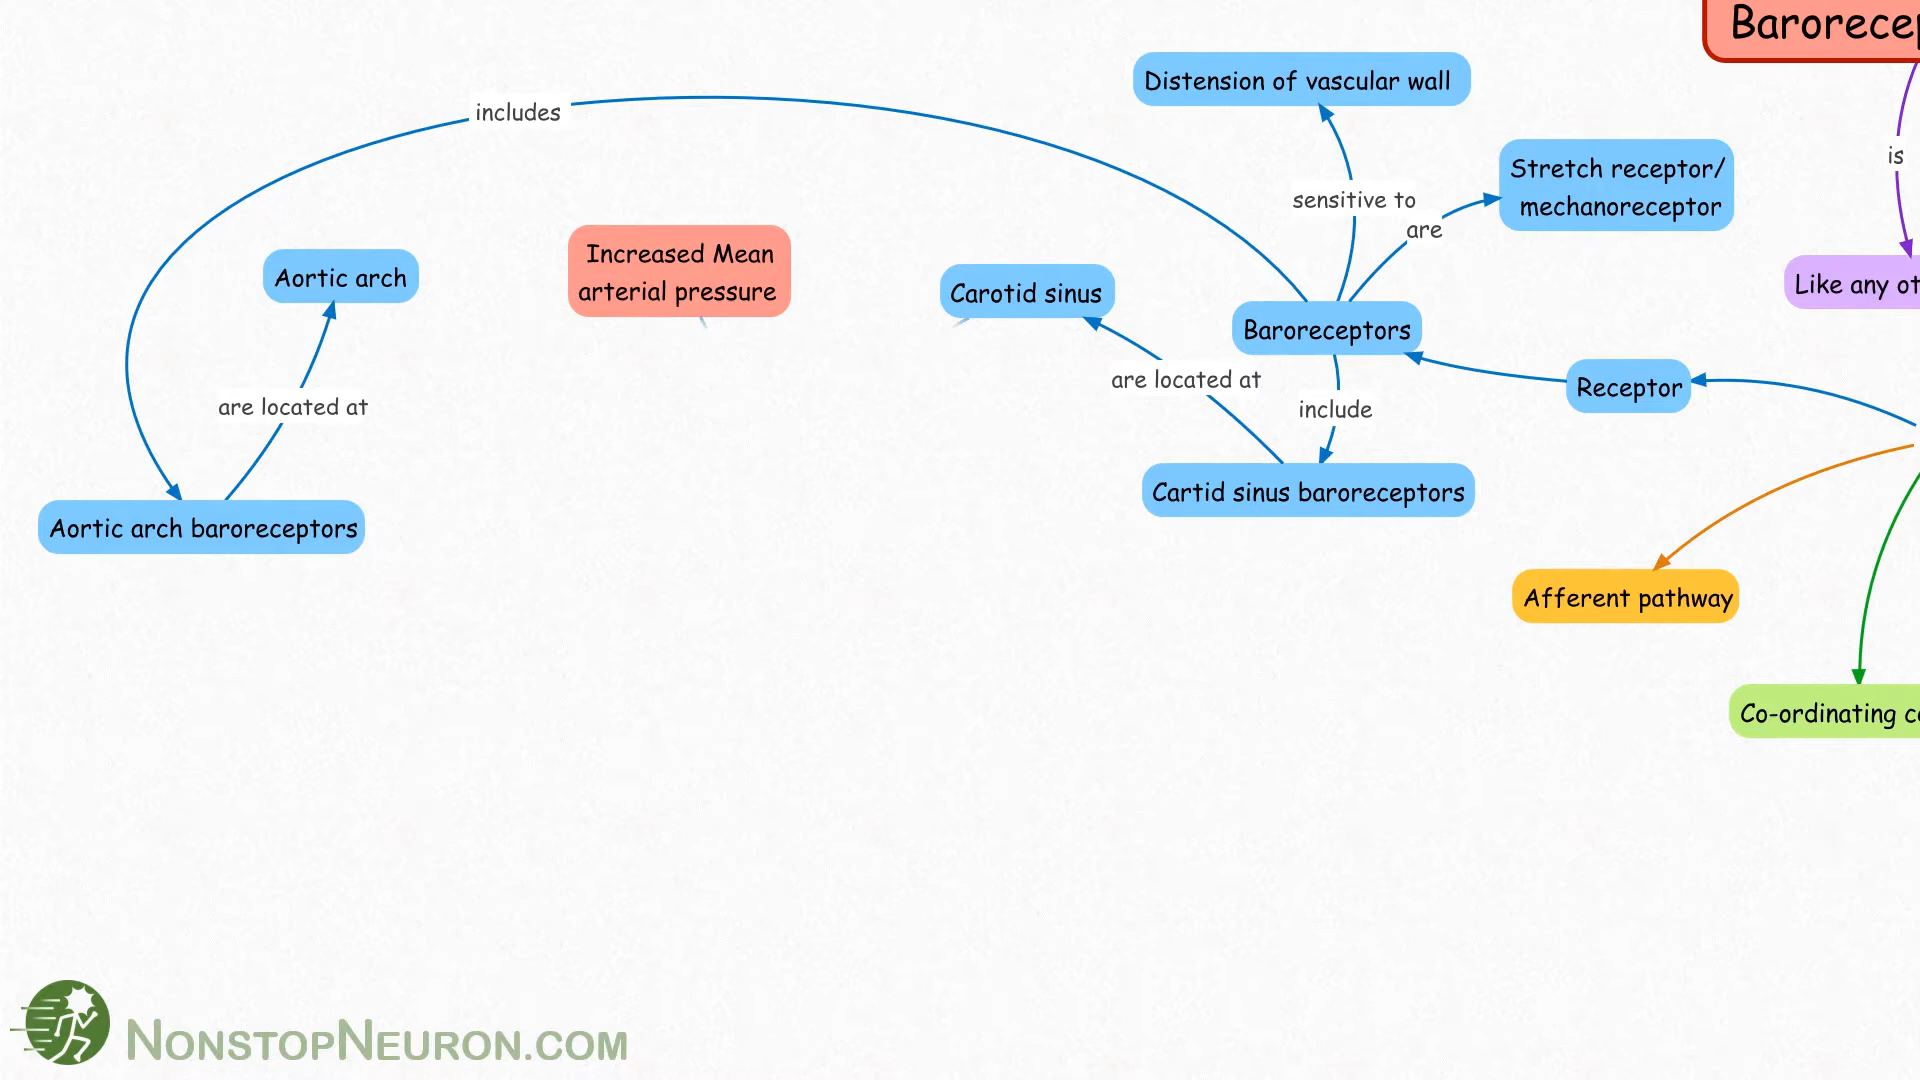 Barorecep
Distension of vascular wall
includes
is
Stretch receptor/
mechanoreceptor
sensitive to
are
Increased Mean
arterial pressure
Aortic arch
Carotid sinus
Like any ot
Baroreceptors
are located at
Receptor
are located at
include
Cartid sinus baroreceptors
Aortic arch baroreceptors
Afferent pathway
Co-ordinating c
NONSTOPNEURON.COM